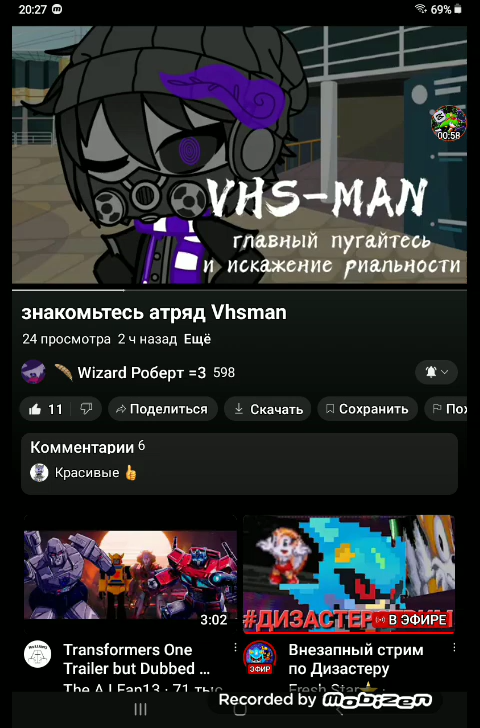 20:27
69%
00:58
VHS-MAN
главный пугайтесь
и искажение риальности
знакомьтесь атряд Vhsman
24 просмотра 2 ч назад Ещё
Wizard Роберт =3 598
11 Поделиться Скачать Сохранить
Комментарии 6
Красивые
3:02
#ДИЗАСТЕР
В ЭФИРЕ
Transformers One
Trailer but Dubbed ...
The A J Fan13 · 71 тыс
ЭФИР
Внезапный стрим
по Дизастеру
Fresh Star
Recorded by Mobizen